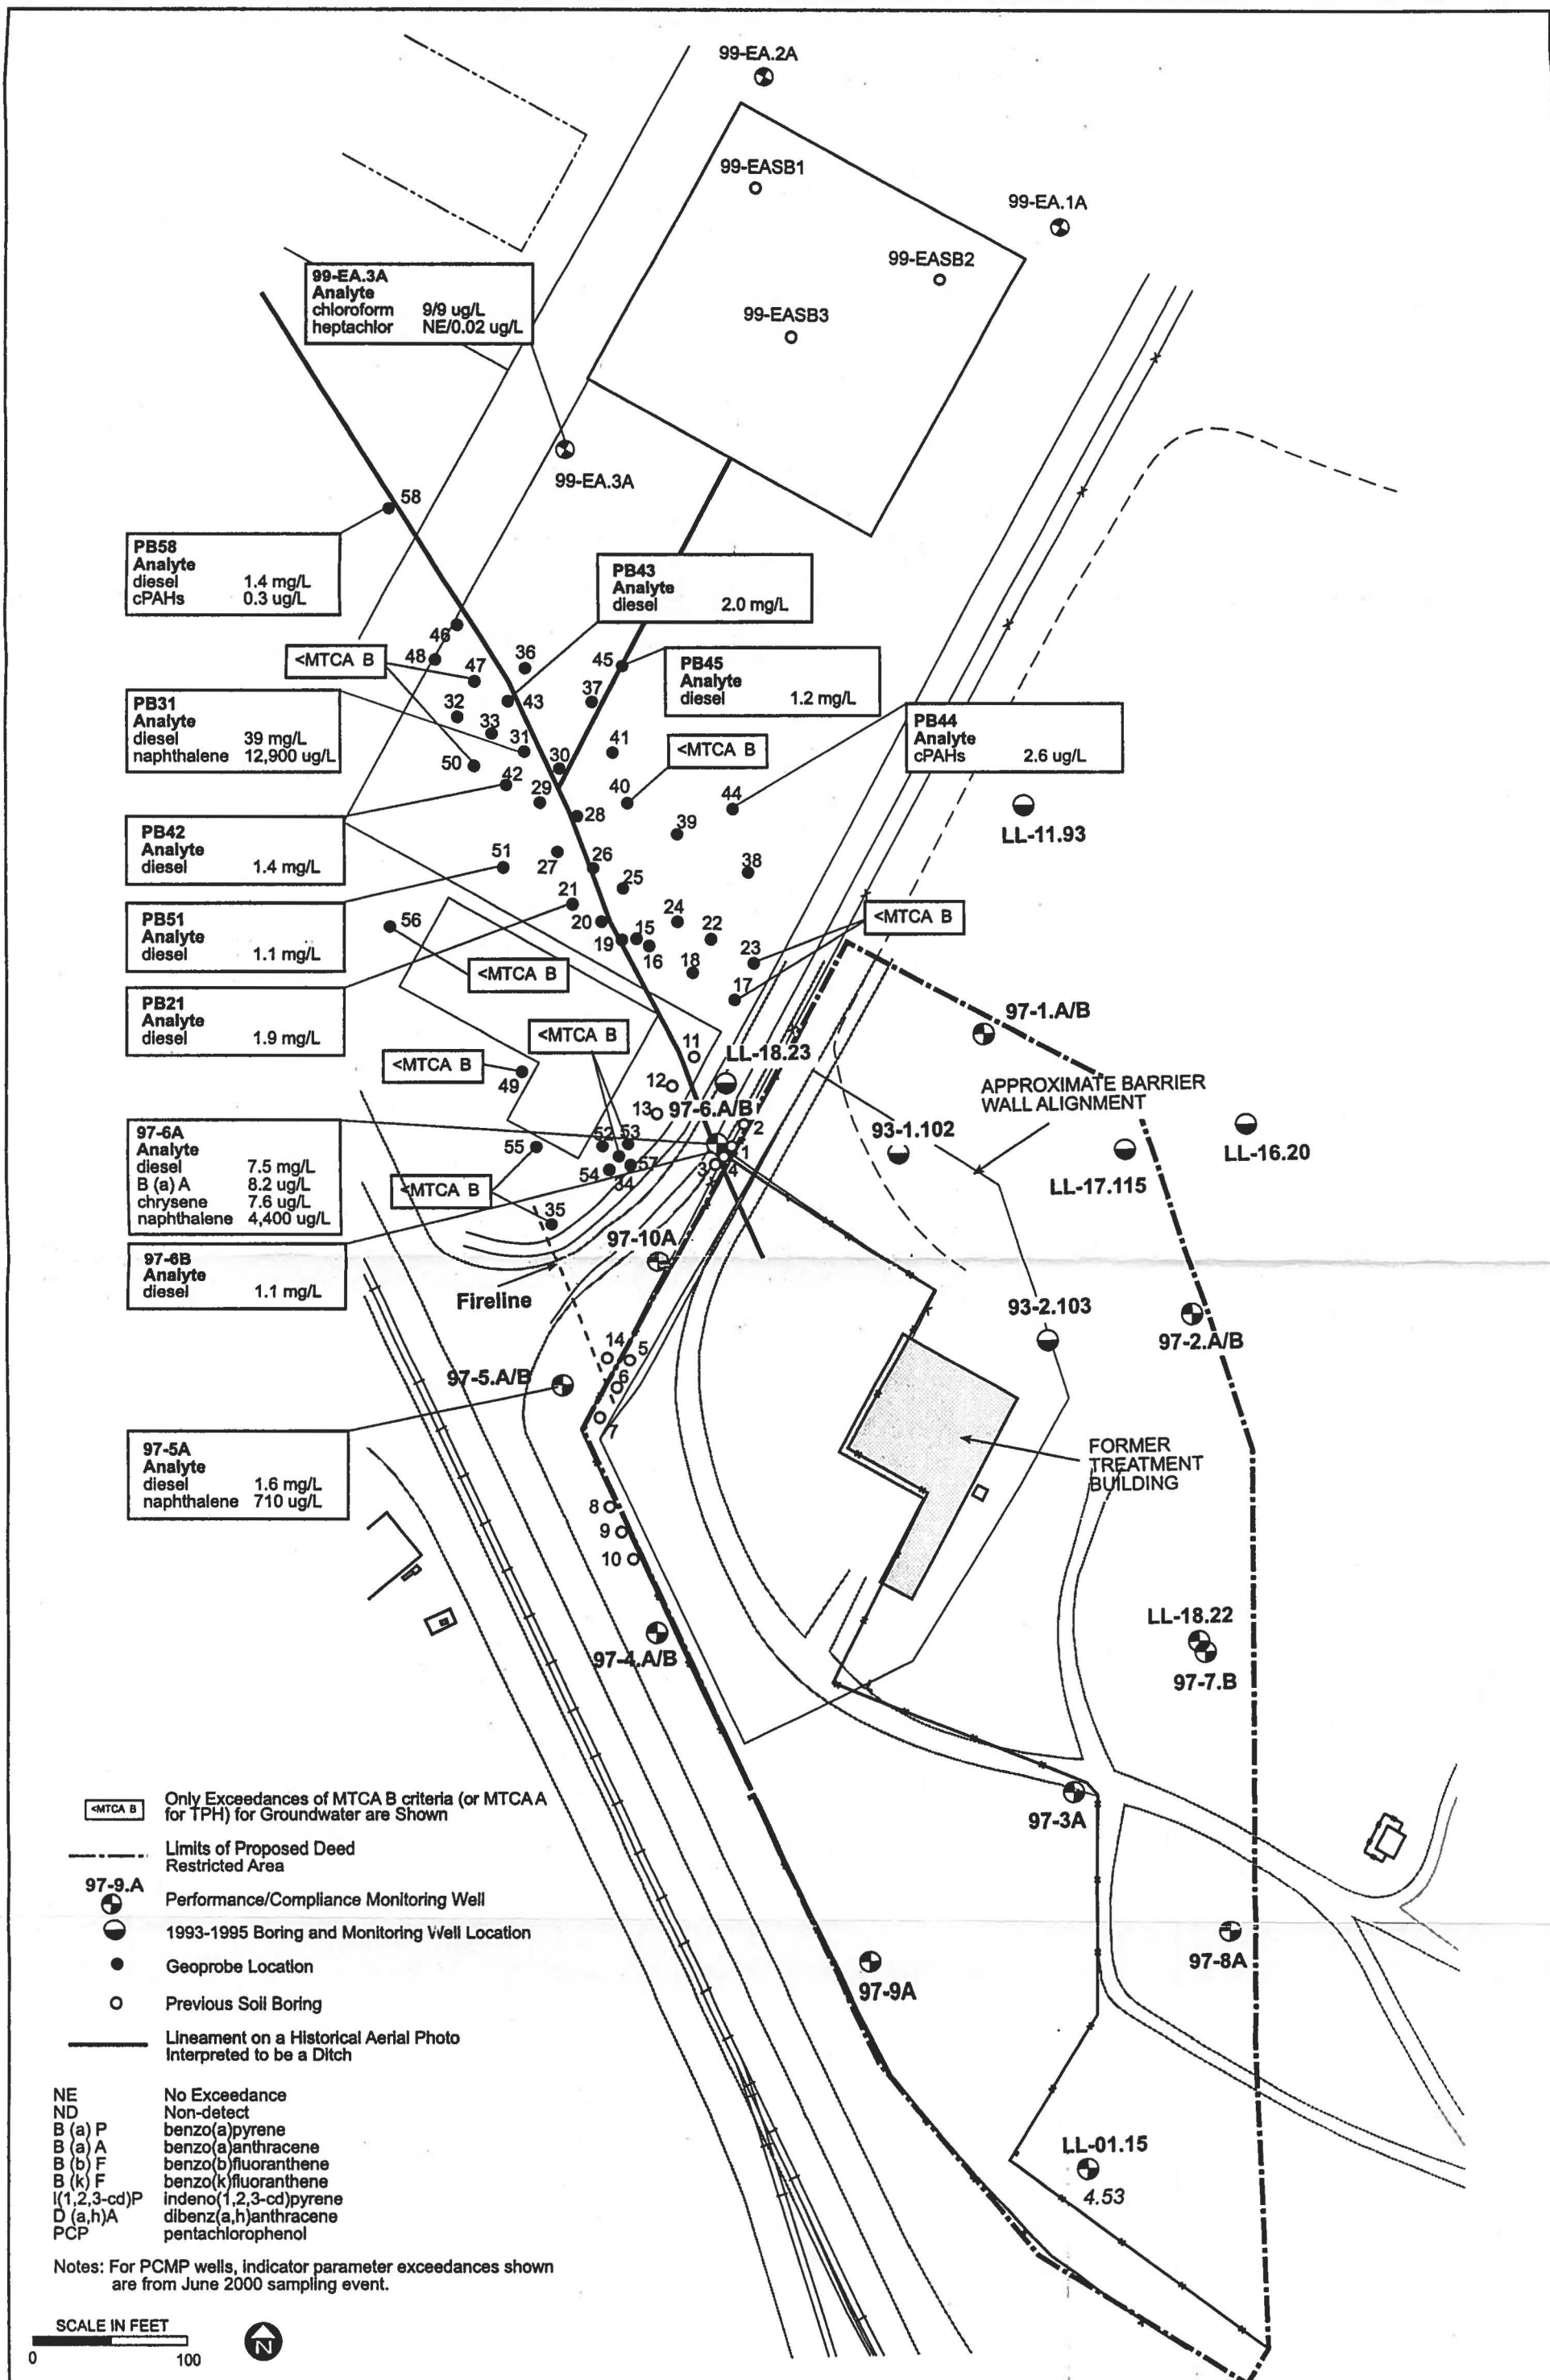 99-EA.2A
99-EASB1
99-EA.1A
99-EASB2
99-EASB3
99-EA.3A
Analyte
chloroform 9/9 ug/L
heptachlor NE/0.02 ug/L
99-EA.3A
58
PB58
Analyte
diesel 1.4 mg/L
cPAHs 0.3 ug/L
PB43
Analyte
diesel 2.0 mg/L
46
48
<MTCA B
47
36
45
PB45
Analyte
diesel 1.2 mg/L
PB31
Analyte
diesel 39 mg/L
naphthalene 12,900 ug/L
32
33
43
37
31
50
30
41
<MTCA B
PB44
Analyte
cPAHs 2.6 ug/L
42
29
40
44
28
39
LL-11.93
PB42
Analyte
diesel 1.4 mg/L
51
27
26
25
38
21
PB51
Analyte
diesel 1.1 mg/L
56
20
19
15
16
24
22
<MTCA B
<MTCA B
18
23
17
PB21
Analyte
diesel 1.9 mg/L
97-1.A/B
<MTCA B
<MTCA B
49
11
LL-18.23
12
13
97-6.A/B
APPROXIMATE BARRIER
WALL ALIGNMENT
97-6A
Analyte
diesel 7.5 mg/L
B (a) A 8.2 ug/L
chrysene 7.6 ug/L
naphthalene 4,400 ug/L
55
52
53
2
1
3
4
54
34
57
93-1.102
LL-16.20
LL-17.115
<MTCA B
35
97-10A
97-6B
Analyte
diesel 1.1 mg/L
Fireline
93-2.103
97-2.A/B
14
5
6
7
97-5.A/B
97-5A
Analyte
diesel 1.6 mg/L
naphthalene 710 ug/L
FORMER
TREATMENT
BUILDING
8
9
10
97-4.A/B
LL-18.22
97-7.B
97-3A
97-8A
97-9A
LL-01.15
4.53
<MTCA B Only Exceedances of MTCA B criteria (or MTCA A
for TPH) for Groundwater are Shown
Limits of Proposed Deed
Restricted Area
97-9.A
Performance/Compliance Monitoring Well
1993-1995 Boring and Monitoring Well Location
Geoprobe Location
Previous Soil Boring
Lineament on a Historical Aerial Photo
Interpreted to be a Ditch
NE No Exceedance
ND Non-detect
B (a) P benzo(a)pyrene
B (a) A benzo(a)anthracene
B (b) F benzo(b)fluoranthene
B (k) F benzo(k)fluoranthene
I(1,2,3-cd)P indeno(1,2,3-cd)pyrene
D (a,h)A dibenz(a,h)anthracene
PCP pentachlorophenol
Notes: For PCMP wells, indicator parameter exceedances shown
are from June 2000 sampling event.
SCALE IN FEET
0 100
N